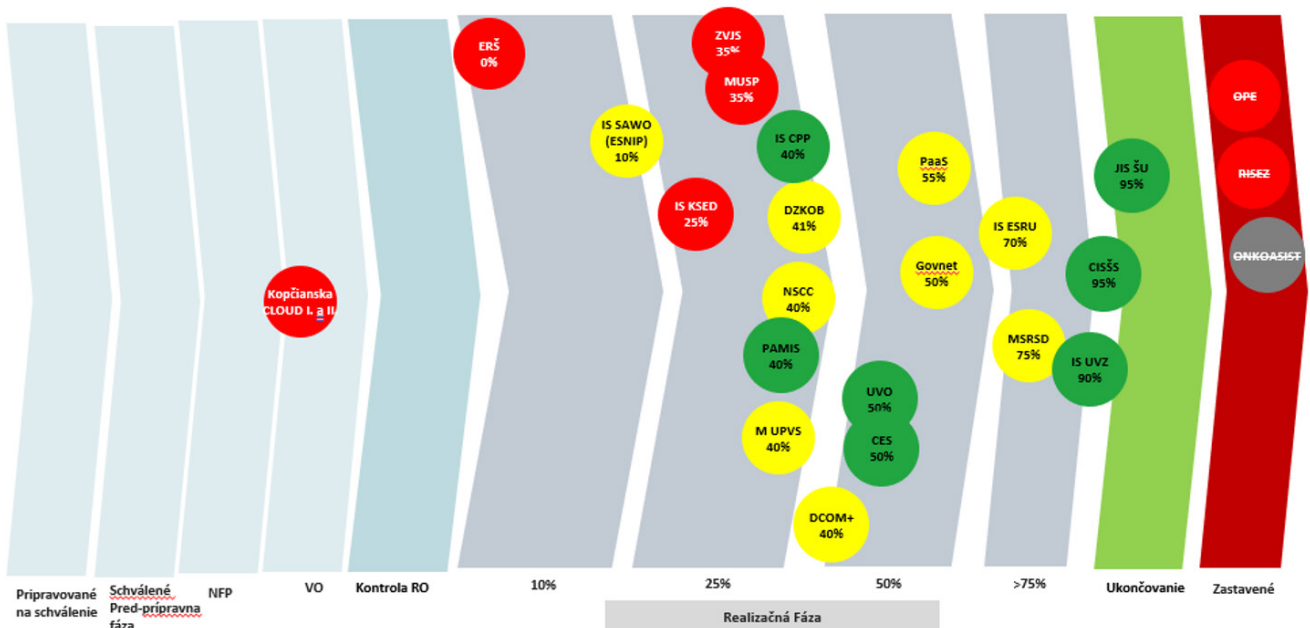 ERŠ
0%
ZVJS
35%
MUSP
35%
IS SAWO
(ESNIP)
10%
IS CPP
40%
PaaS
55%
JIS ŠU
95%
OPE
RISEZ
IS KSED
25%
DZKOB
41%
IS ESRU
70%
ONKOASIST
Govnet
50%
CISŠS
95%
Kopčianska
CLOUD I. a II.
NSCC
40%
PAMIS
40%
MSRSD
75%
IS UVZ
90%
UVO
50%
M UPVS
40%
CES
50%
DCOM+
40%
Pripravované
na schválenie
Schválené
Pred-prípravna
fáza
NFP
VO
Kontrola RO
10%
25%
50%
>75%
Ukončovanie
Zastavené
Realizačná Fáza